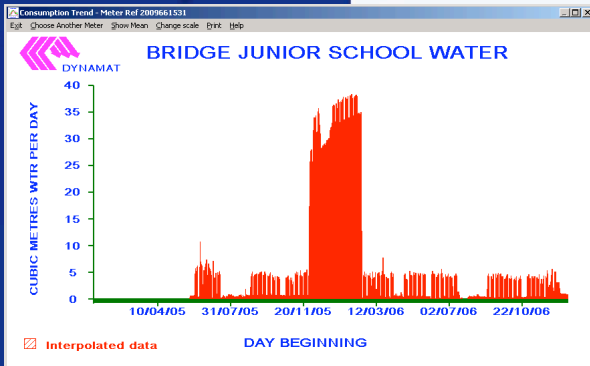 Consumption Trend - Meter Ref 2009661531
Exit Choose Another Meter Show Mean Change scale Print Help
DYNAMAT
BRIDGE JUNIOR SCHOOL WATER
CUBIC METRES WTR PER DAY
40
35
30
25
20
15
10
5
0
10/04/05 31/07/05 20/11/05 12/03/06 02/07/06 22/10/06
Interpolated data
DAY BEGINNING